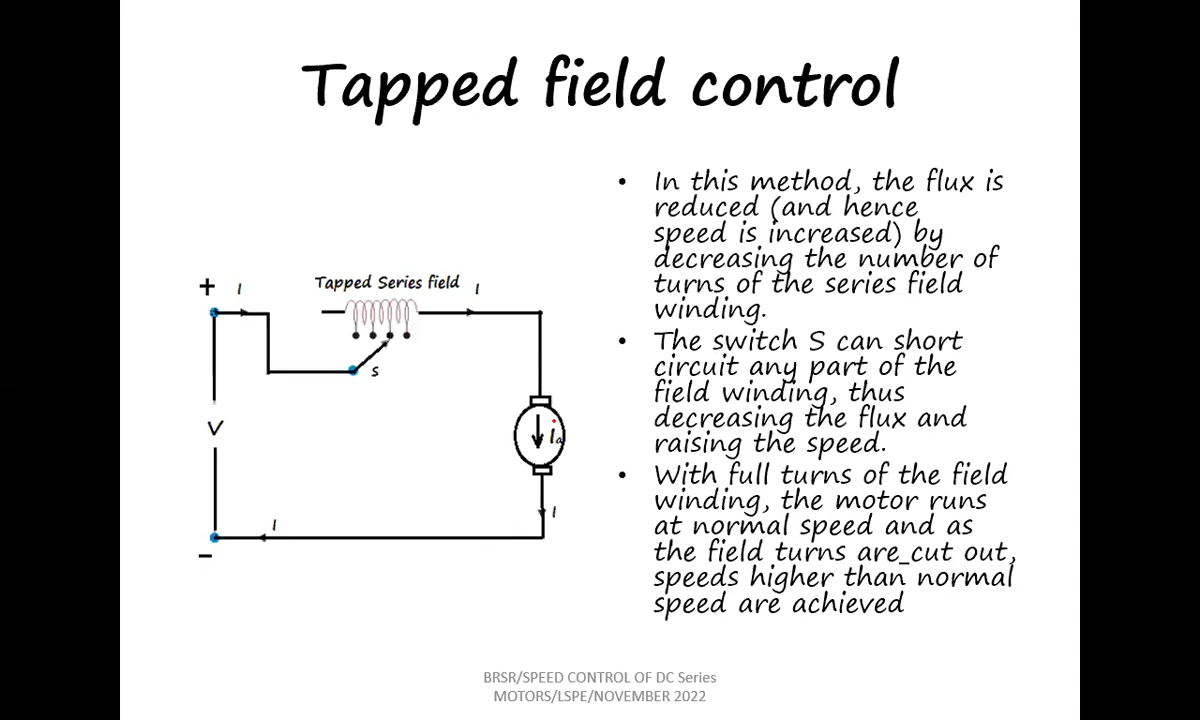 Tapped field control
• In this method, the flux is
reduced (and hence
speed is increased) by
decreasing the number of
turns of the series field
winding.
• The switch S can short
circuit any part of the
field winding, thus
decreasing the flux and
raising the speed.
• With full turns of the field
winding, the motor runs
at normal speed and as
the field turns are_cut out,
speeds higher than normal
speed are achieved
Tapped Series field
+
I
I
S
V
Ia
I
I
–
BRSR/SPEED CONTROL OF DC Series
MOTORS/LSPE/NOVEMBER 2022